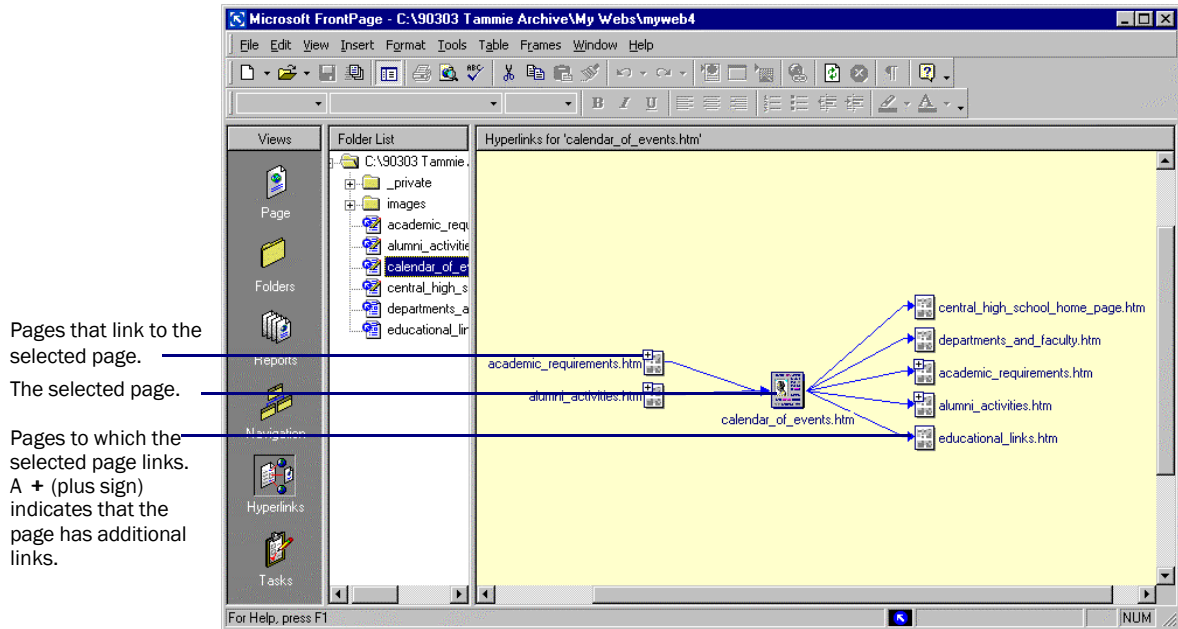 Microsoft FrontPage - C:\90303 Tammie Archive\My Webs\myweb4
File Edit View Insert Format Tools Table Frames Window Help
ABC
B I U
A
Views
Folder List
Hyperlinks for 'calendar_of_events.htm'
Page
Folders
Reports
Navigation
Hyperlinks
Tasks
C:\90303 Tammie
_private
images
academic_requ
alumni_activitie
calendar_of_e
central_high_s
departments_a
educational_lin
academic_requirements.htm
alumni_activities.htm
calendar_of_events.htm
central_high_school_home_page.htm
departments_and_faculty.htm
academic_requirements.htm
alumni_activities.htm
educational_links.htm
For Help, press F1
NUM
Pages that link to the
selected page.
The selected page.
Pages to which the
selected page links.
A + (plus sign)
indicates that the
page has additional
links.